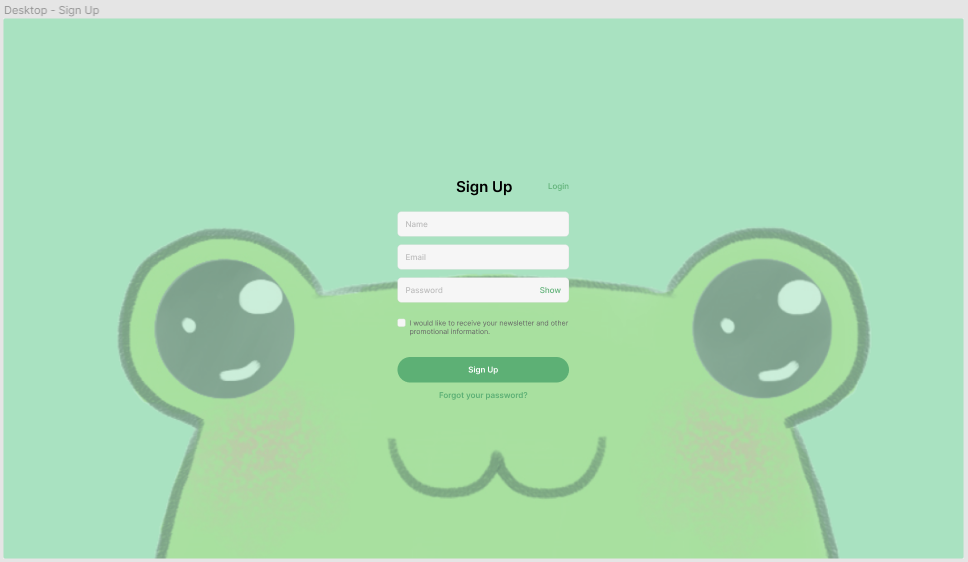 Desktop - Sign Up
Sign Up
Login
Name
Email
Password
Show
I would like to receive your newsletter and other
promotional information.
Sign Up
Forgot your password?